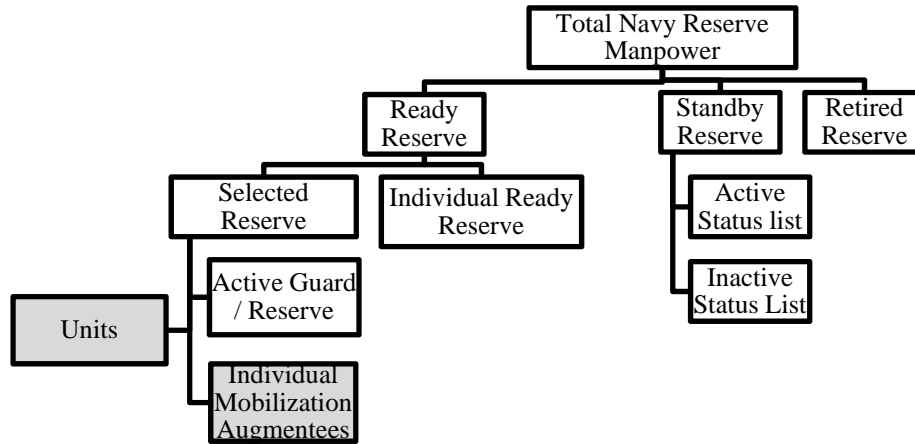 Total Navy Reserve
Manpower
Ready
Reserve
Standby
Reserve
Retired
Reserve
Selected
Reserve
Individual Ready
Reserve
Active
Status list
Active Guard
/ Reserve
Inactive
Status List
Units
Individual
Mobilization
Augmentees